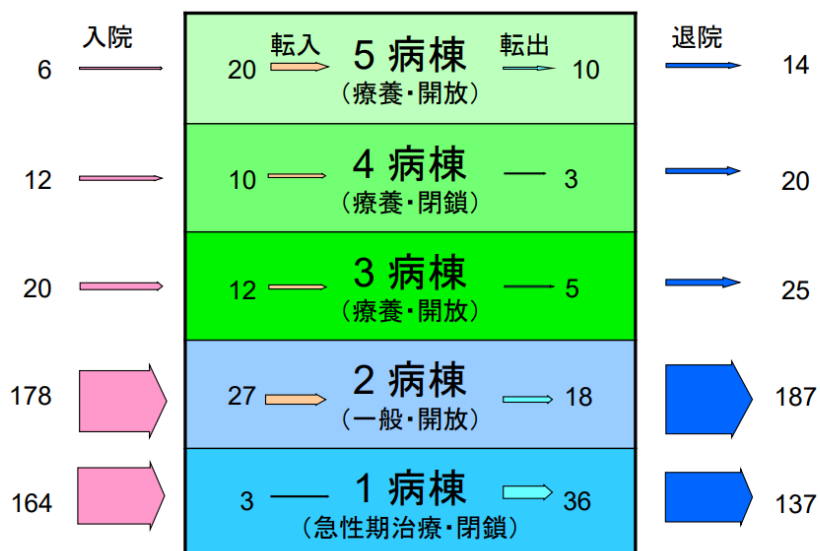 入院 転入 5 病棟 転出 退院
6 20 (療養・開放) 10 14
4 病棟
12 10 (療養・閉鎖) 3 20
3 病棟
20 12 (療養・開放) 5 25
2 病棟
178 27 (一般・開放) 18 187
1 病棟
164 3 (急性期治療・閉鎖) 36 137